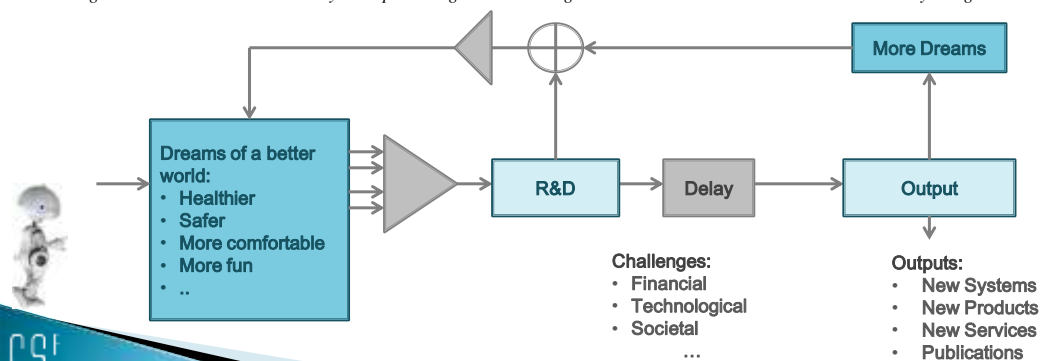 More Dreams
Dreams of a better
world:
• Healthier
• Safer
• More comfortable
• More fun
• ..
R&D
Delay
Output
Challenges:
• Financial
• Technological
• Societal
...
Outputs:
• New Systems
• New Products
• New Services
• Publications